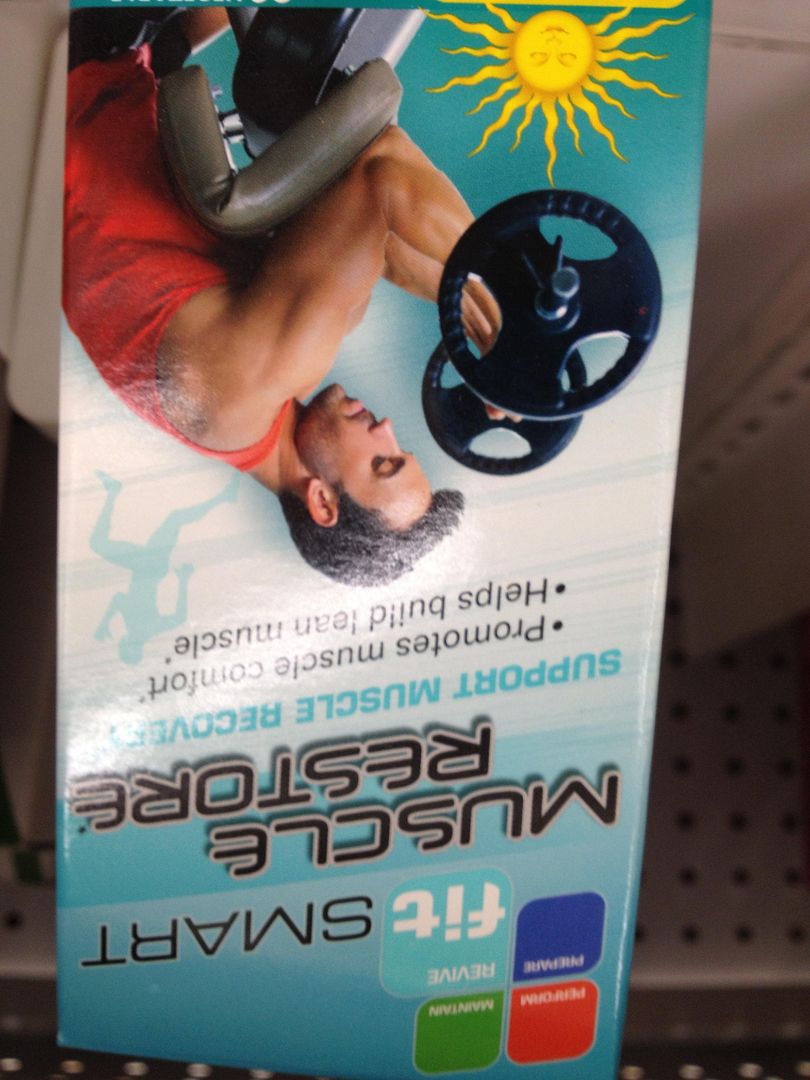 PERFORM
MAINTAIN
PREPARE
REVIVE
fit SMART
MUSCLE
RESTORE
SUPPORT MUSCLE RECOVERY
•Promotes muscle comfort*
•Helps build lean muscle*